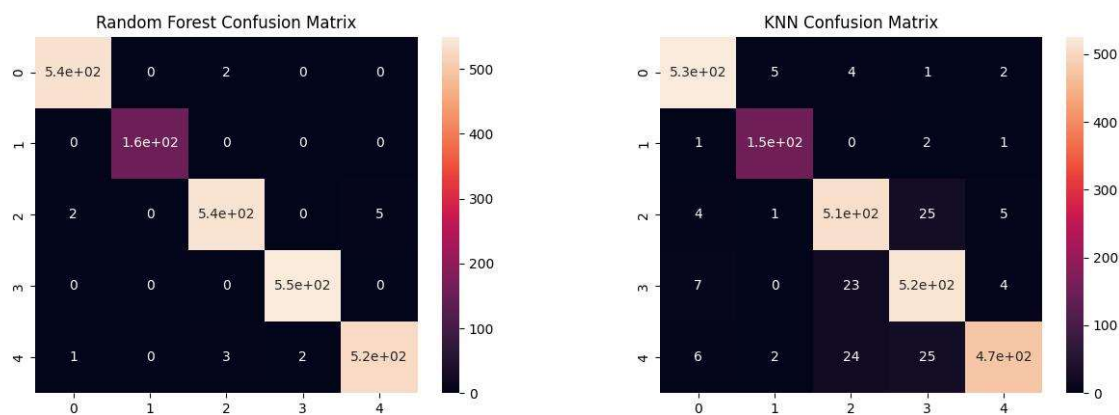 Random Forest Confusion Matrix
0 5.4e+02 0 2 0 0
1 0 1.6e+02 0 0 0
2 2 0 5.4e+02 0 5
3 0 0 0 5.5e+02 0
4 1 0 3 2 5.2e+02
0 1 2 3 4
500
400
300
200
100
0
KNN Confusion Matrix
0 5.3e+02 5 4 1 2
1 1 1.5e+02 0 2 1
2 4 1 5.1e+02 25 5
3 7 0 23 5.2e+02 4
4 6 2 24 25 4.7e+02
0 1 2 3 4
500
400
300
200
100
0